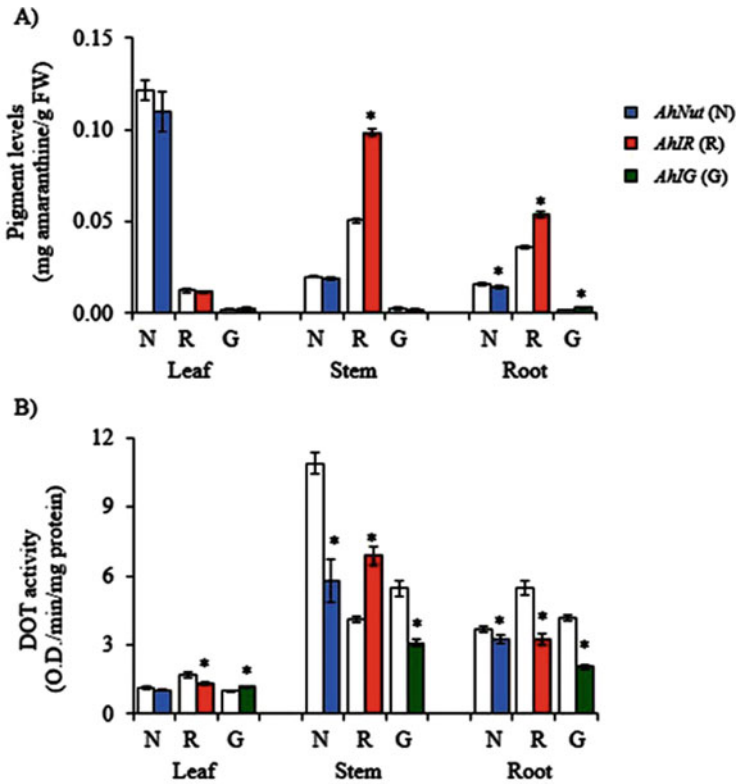 A)
Pigment levels
(mg amaranthine/g FW)
0.15
0.10
0.05
0.00
*
*
*
*
N R G N R G N R G
Leaf Stem Root
AhNut (N)
AhIR (R)
AhIG (G)
B)
DOT activity
(O.D./min/mg protein)
12
9
6
3
0
* * * * * * * *
N R G N R G N R G
Leaf Stem Root